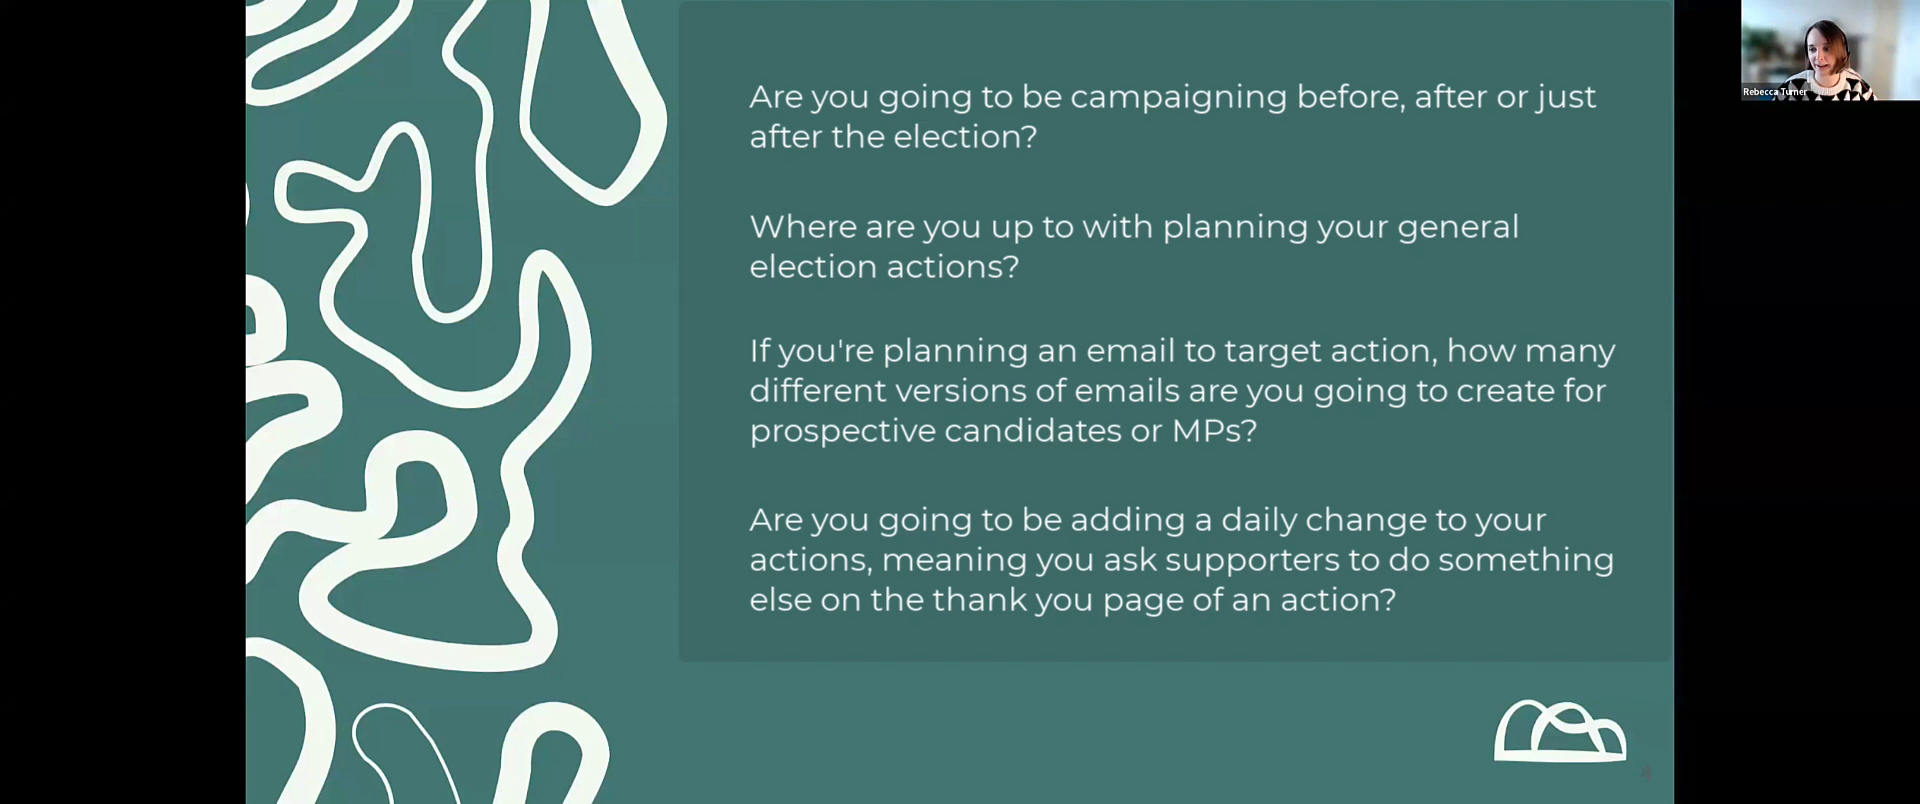 Are you going to be campaigning before, after or just
after the election?
Where are you up to with planning your general
election actions?
If you're planning an email to target action, how many
different versions of emails are you going to create for
prospective candidates or MPs?
Are you going to be adding a daily change to your
actions, meaning you ask supporters to do something
else on the thank you page of an action?
Rebecca Turner